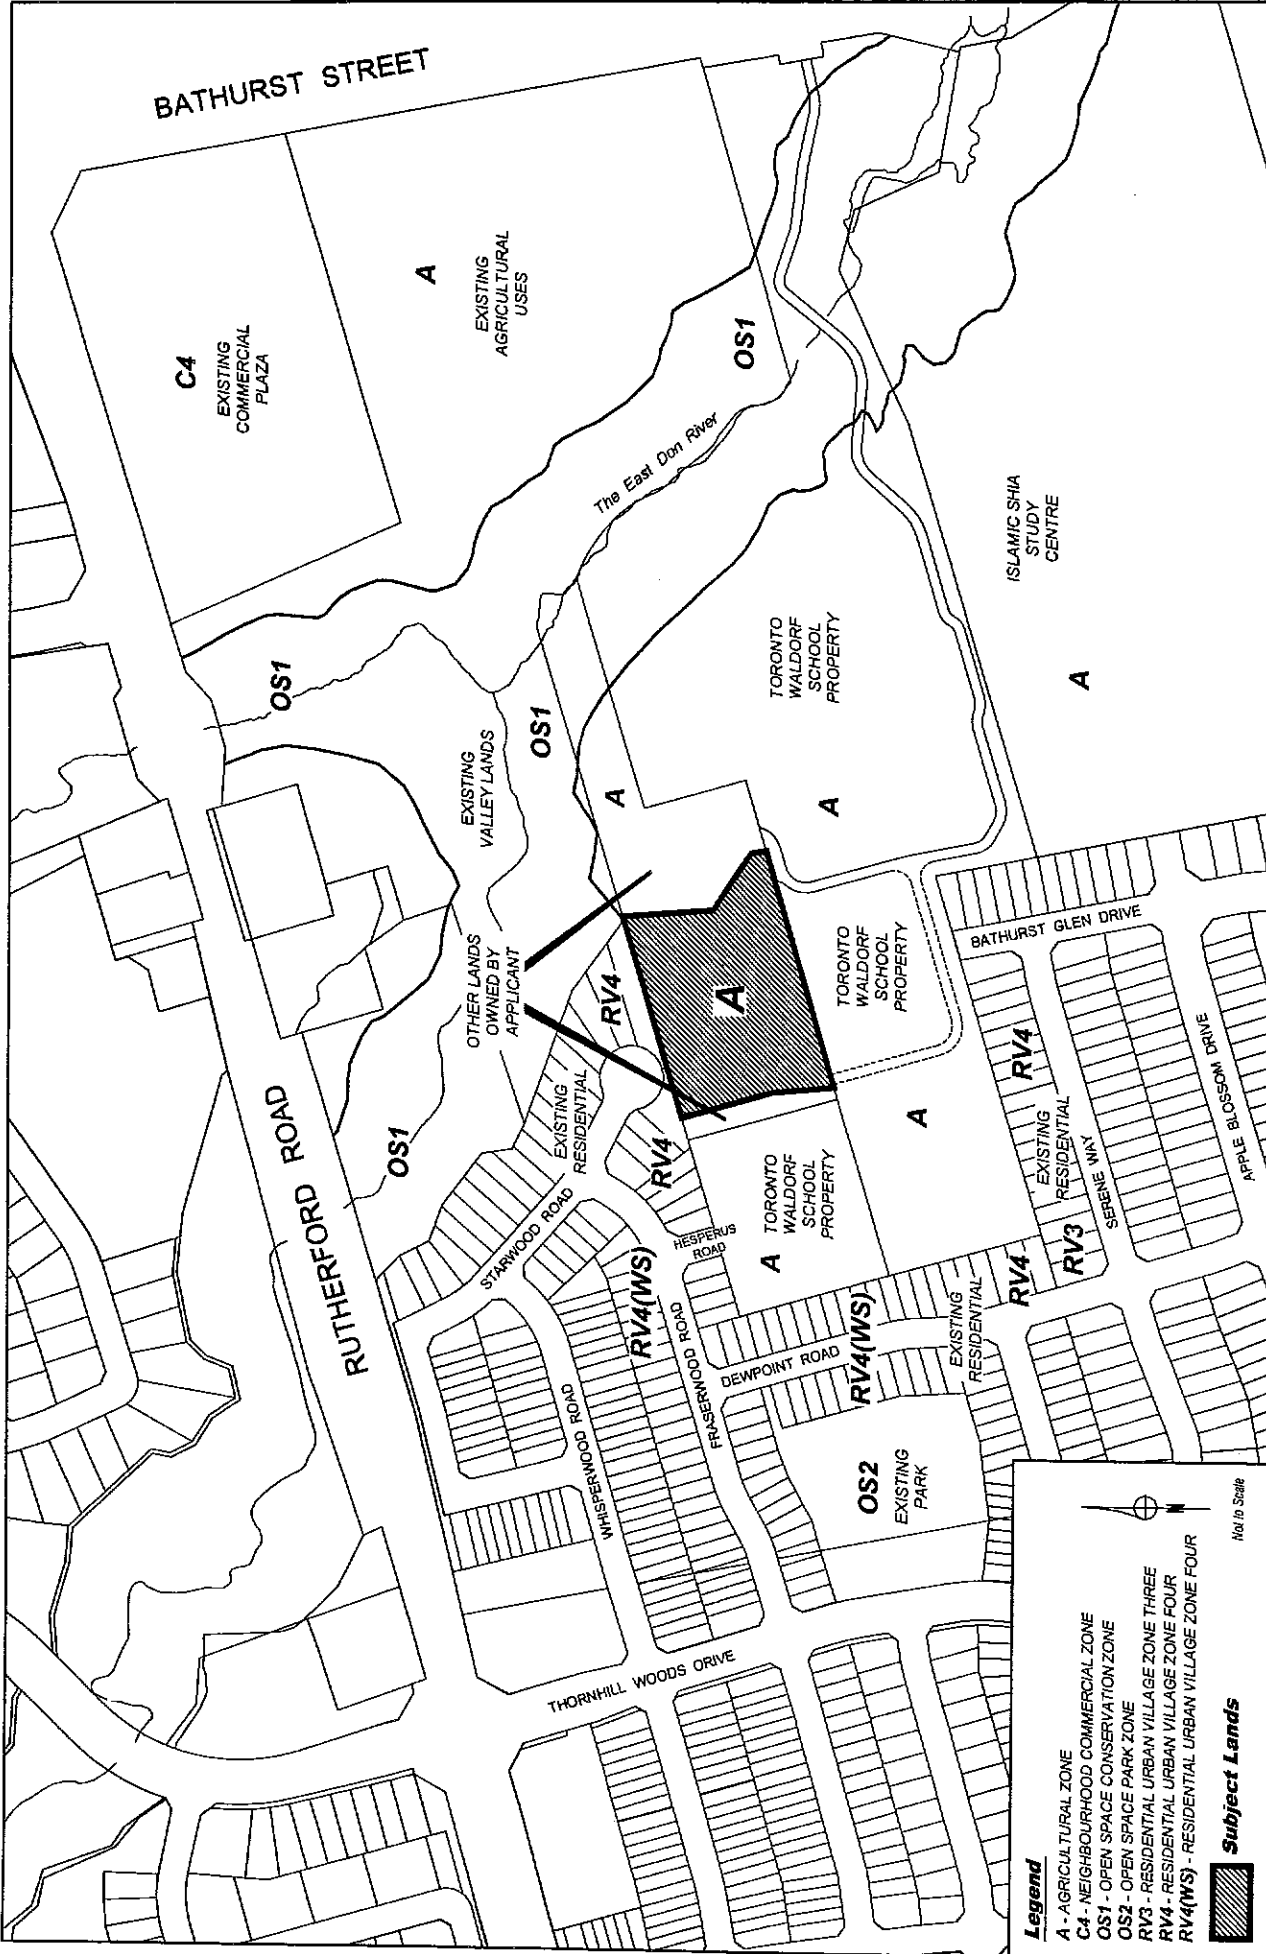 BATHURST STREET
C4
EXISTING
COMMERCIAL
PLAZA
A
EXISTING
AGRICULTURAL
USES
OS1
The East Don River
OS1
EXISTING
VALLEY LANDS
OS1
ISLAMIC SHIA
STUDY
CENTRE
A
TORONTO
WALDORF
SCHOOL
PROPERTY
A
A
OTHER LANDS
OWNED BY
APPLICANT
RV4
A
TORONTO
WALDORF
SCHOOL
PROPERTY
BATHURST GLEN DRIVE
RUTHERFORD ROAD
OS1
EXISTING
RESIDENTIAL
STARWOOD ROAD
RV4
HESPERUS
ROAD
TORONTO
WALDORF
SCHOOL
PROPERTY
A
A
RV4
EXISTING
RESIDENTIAL
SERENE WAY
APPLE BLOSSOM DRIVE
RV3
RV4
RV4(WS)
FRASERWOOD ROAD
DEWPOINT ROAD
RV4(WS)
EXISTING
RESIDENTIAL
WHISPERWOOD ROAD
OS2
EXISTING
PARK
THORNHILL WOODS DRIVE
Legend
A - AGRICULTURAL ZONE
C4 - NEIGHBOURHOOD COMMERCIAL ZONE
OS1 - OPEN SPACE CONSERVATION ZONE
OS2 - OPEN SPACE PARK ZONE
RV3 - RESIDENTIAL URBAN VILLAGE ZONE THREE
RV4 - RESIDENTIAL URBAN VILLAGE ZONE FOUR
RV4(WS) - RESIDENTIAL URBAN VILLAGE ZONE FOUR
Subject Lands
N
Not to Scale